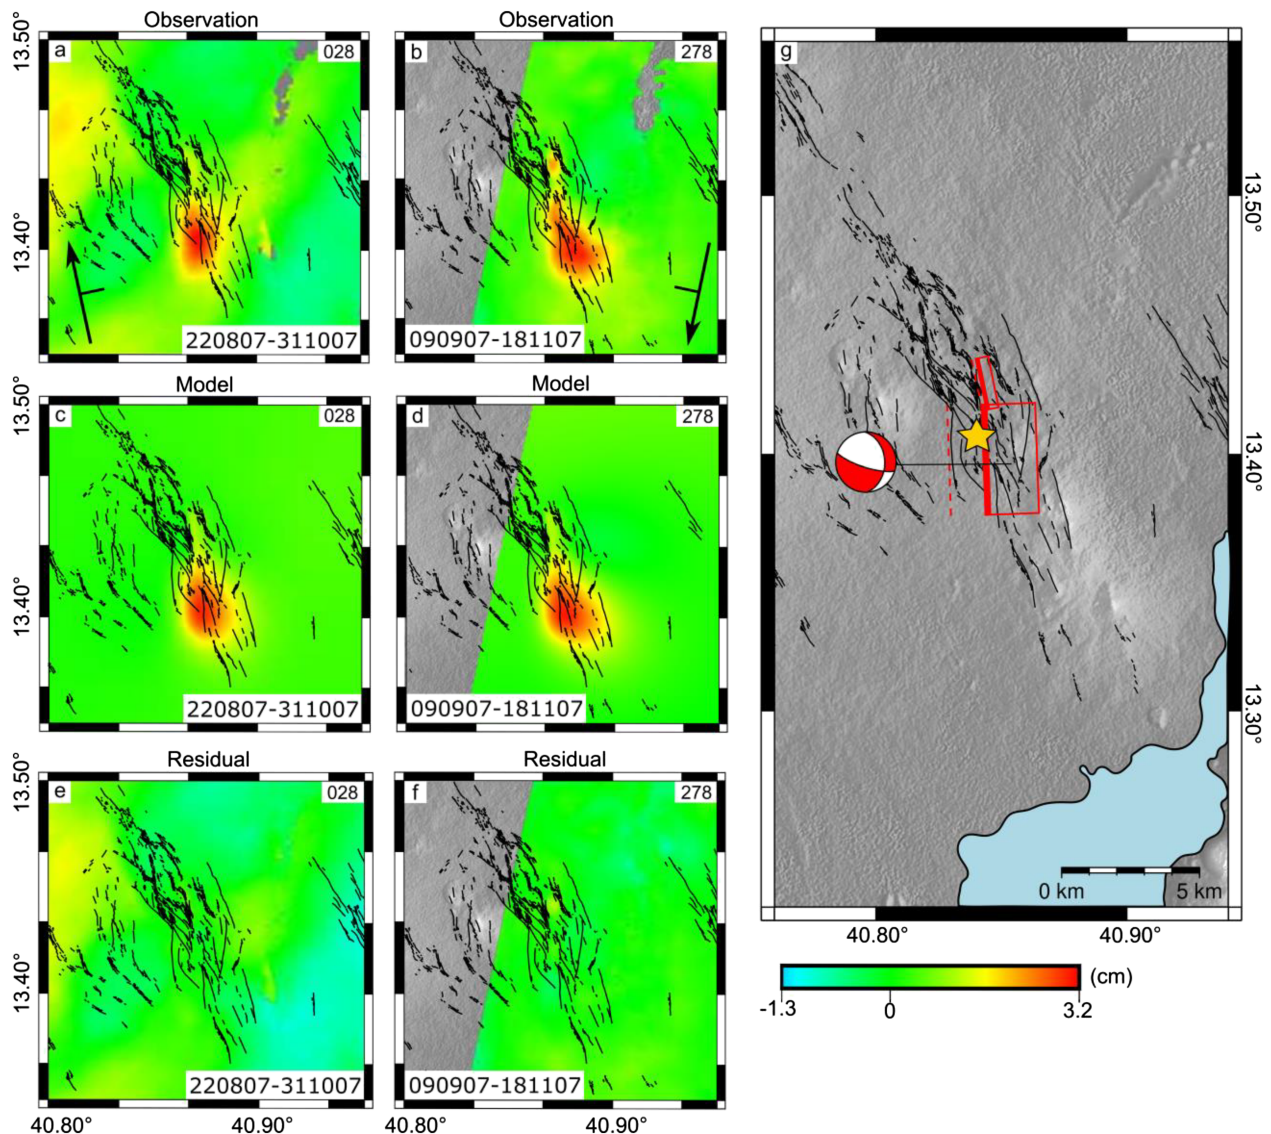 Observation
Observation
a
028
b
278
g
13.50°
13.40°
220807-311007
090907-181107
Model
Model
c
028
d
278
13.50°
13.40°
220807-311007
090907-181107
Residual
Residual
e
028
f
278
13.50°
13.40°
220807-311007
090907-181107
40.80°
40.90°
40.80°
40.90°
13.50°
13.40°
13.30°
0 km
5 km
40.80°
40.90°
(cm)
-1.3
0
3.2